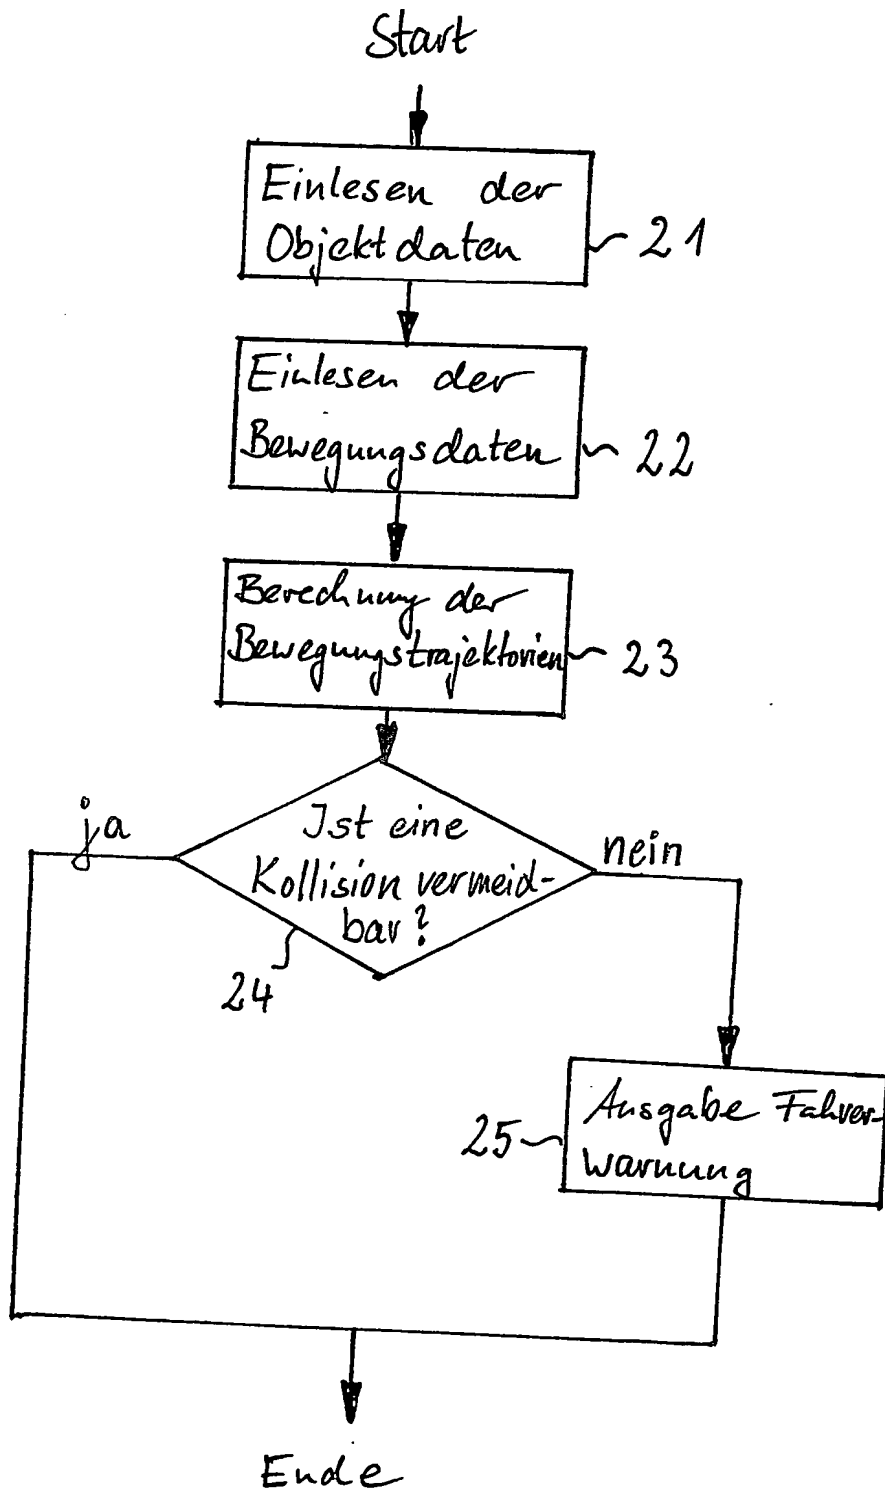 Start
Einlesen der
Objektdaten
21
Einlesen der
Bewegungsdaten
22
Berechnung der
Bewegungstrajektorien
23
ja
Ist eine
Kollision vermeid-
bar?
nein
24
Ausgabe Fahrer-
warnung
25
Ende